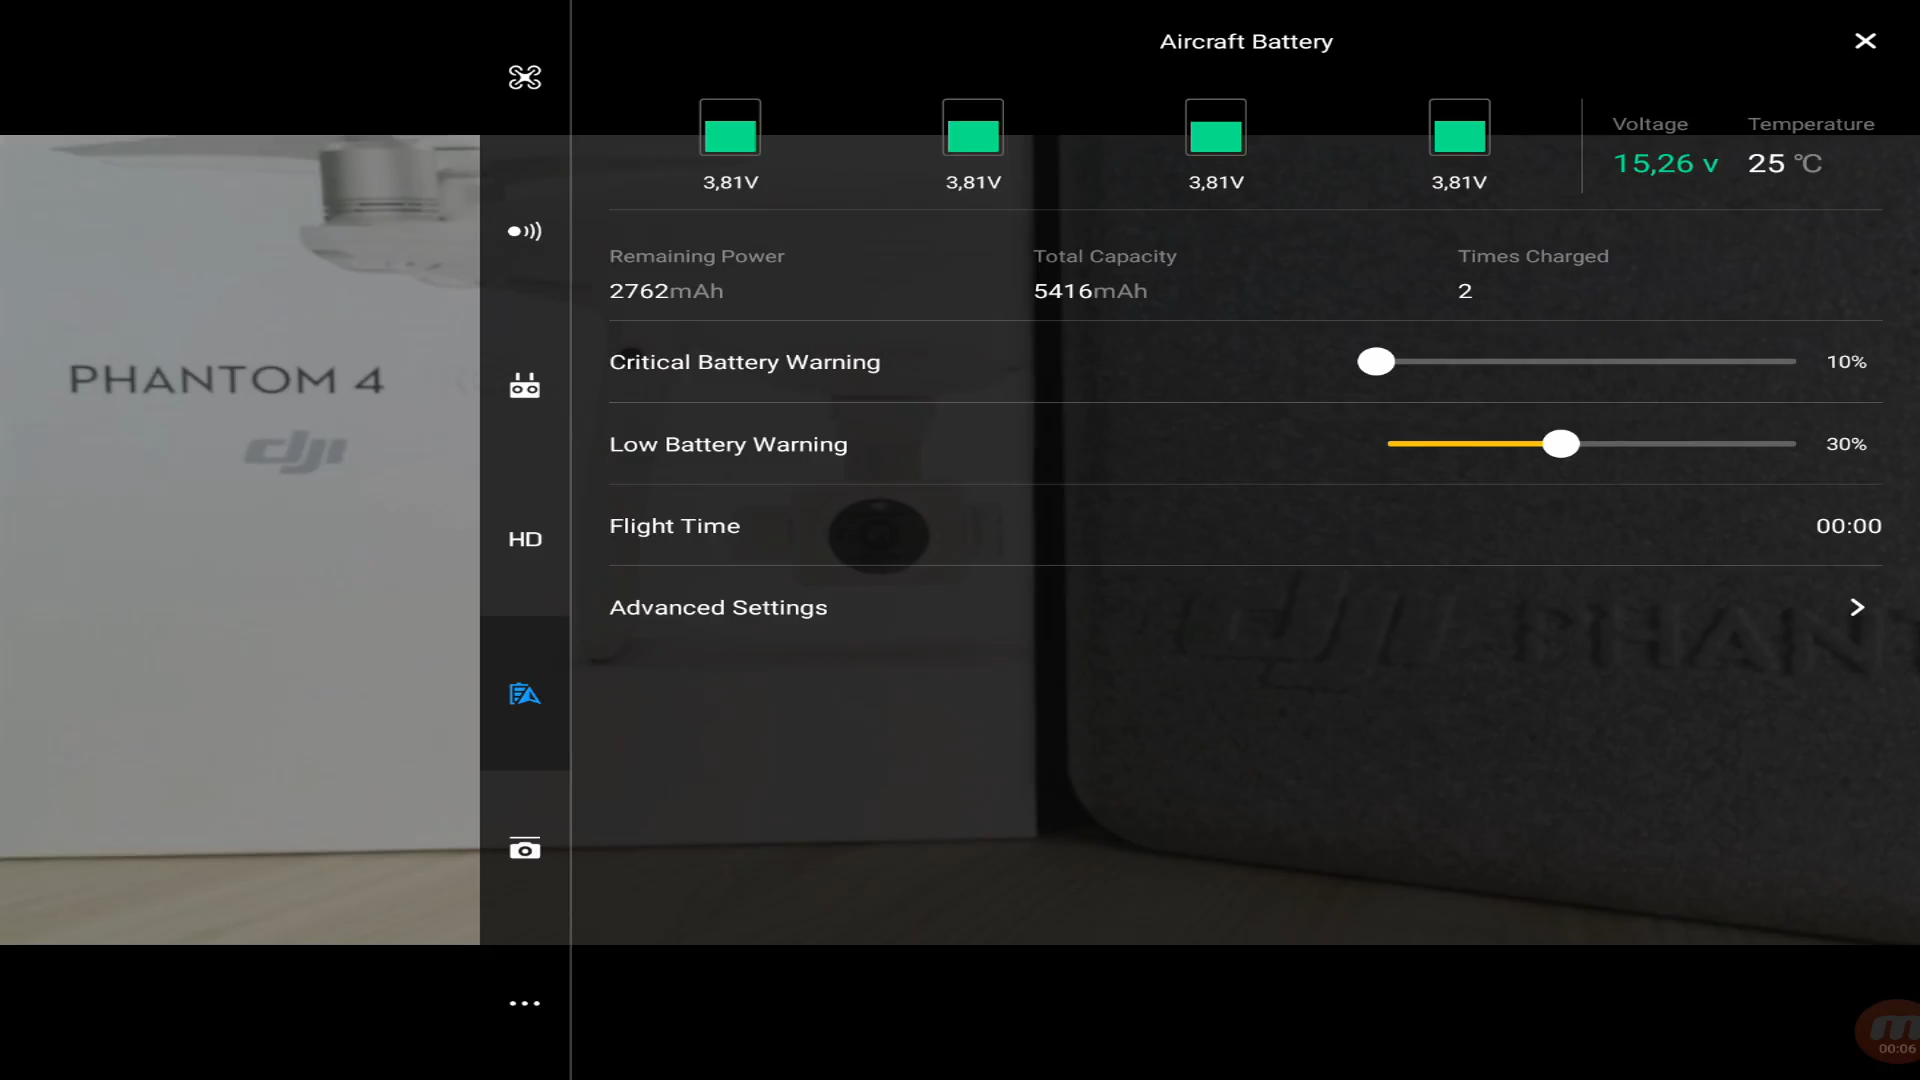 Aircraft Battery
Voltage Temperature
15,26 v 25 °C
3,81V 3,81V 3,81V 3,81V
Remaining Power Total Capacity Times Charged
2762mAh 5416mAh 2
Critical Battery Warning 10%
Low Battery Warning 30%
Flight Time 00:00
Advanced Settings
HD
PHANTOM 4
dji
dji PHAN
00:06